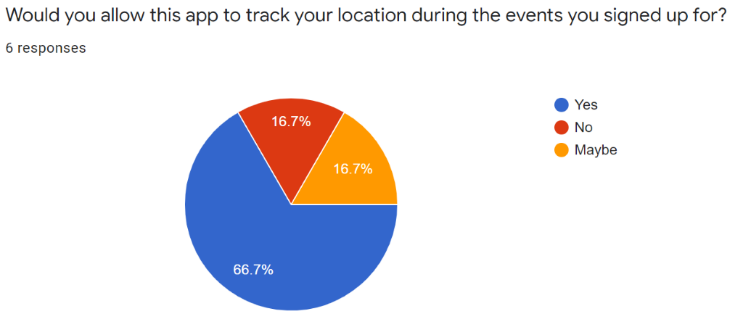 Would you allow this app to track your location during the events you signed up for?
6 responses
Yes
No
Maybe
16.7%
16.7%
66.7%